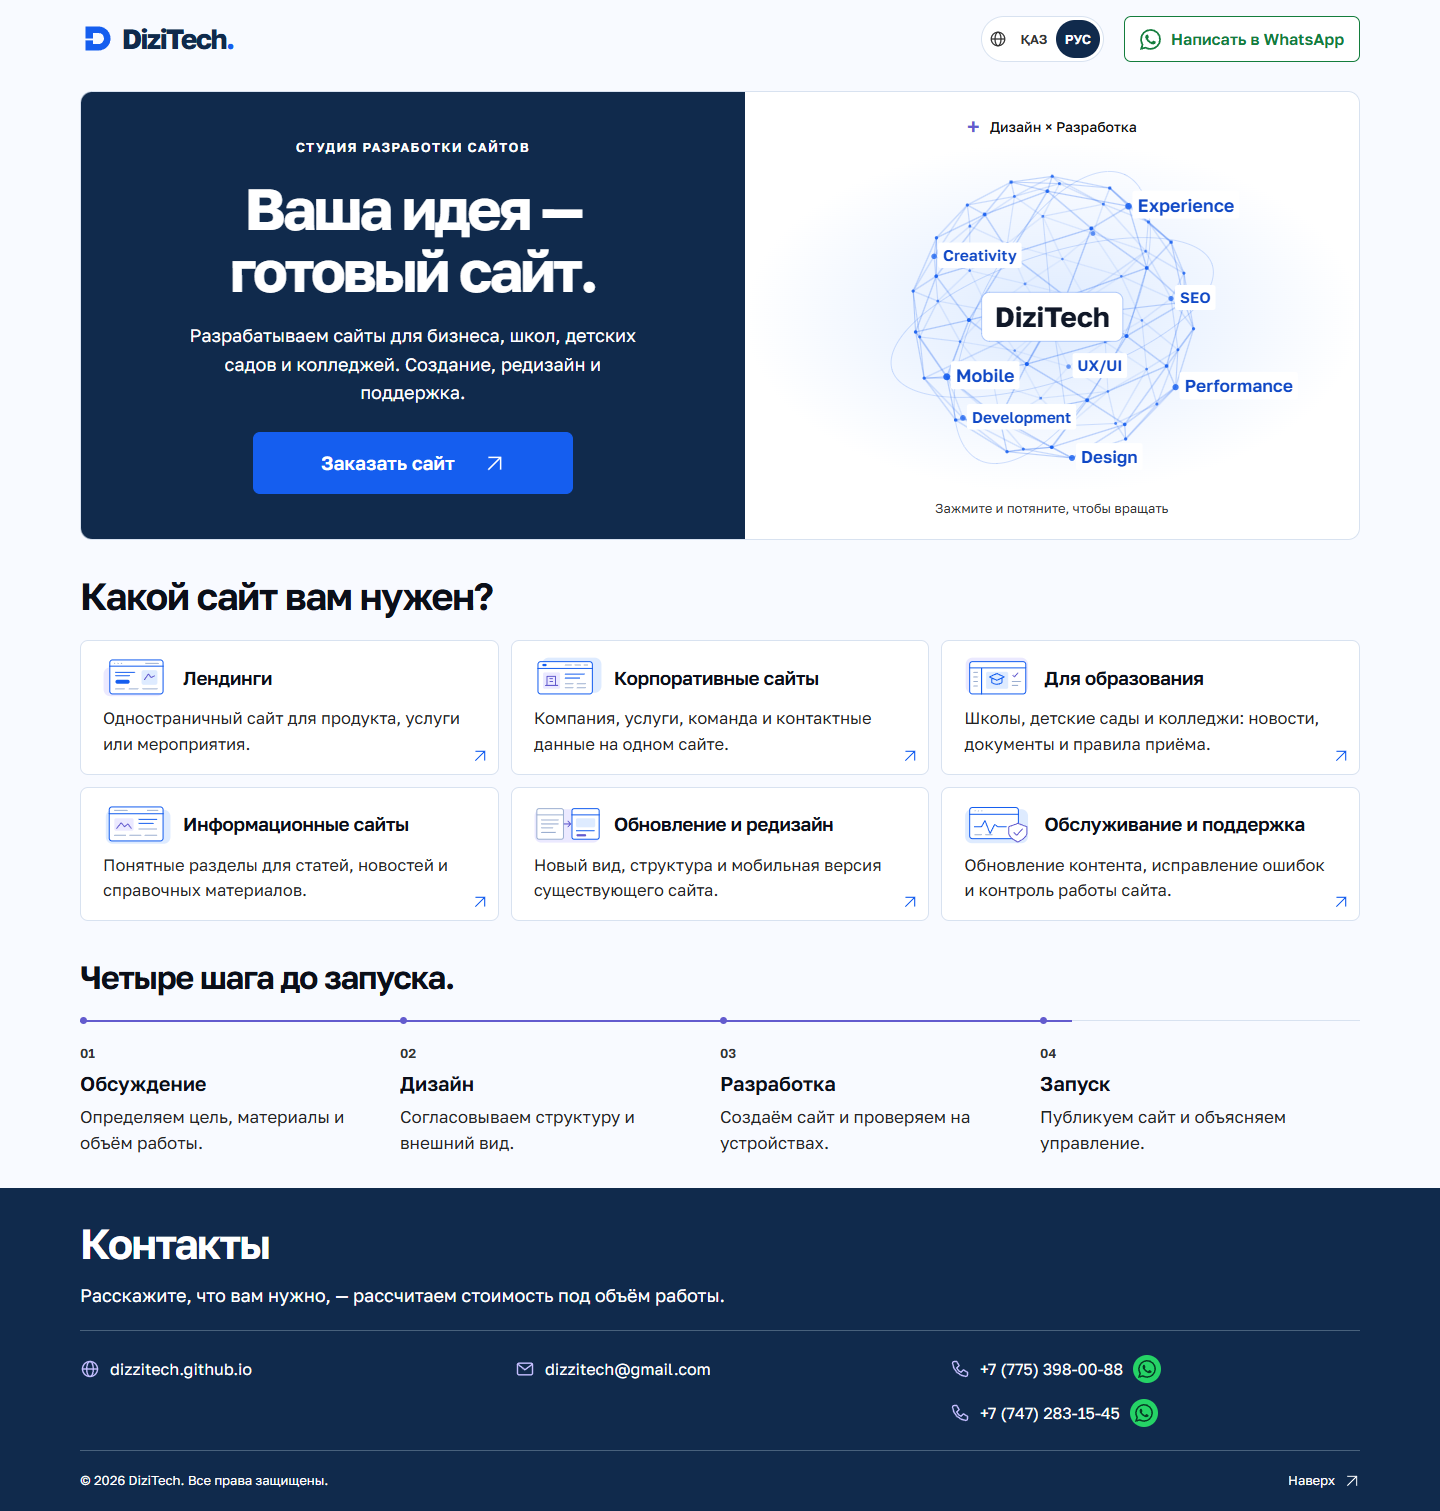 DiziTech.
ҚАЗ
РУС
Написать в WhatsApp
СТУДИЯ РАЗРАБОТКИ САЙТОВ
Ваша идея —
готовый сайт.
Разрабатываем сайты для бизнеса, школ, детских
садов и колледжей. Создание, редизайн и
поддержка.
Заказать сайт
Дизайн × Разработка
Experience
Creativity
SEO
DiziTech
UX/UI
Mobile
Performance
Development
Design
Зажмите и потяните, чтобы вращать
Какой сайт вам нужен?
Лендинги
Одностраничный сайт для продукта, услуги
или мероприятия.
Корпоративные сайты
Компания, услуги, команда и контактные
данные на одном сайте.
Для образования
Школы, детские сады и колледжи: новости,
документы и правила приёма.
Информационные сайты
Понятные разделы для статей, новостей и
справочных материалов.
Обновление и редизайн
Новый вид, структура и мобильная версия
существующего сайта.
Обслуживание и поддержка
Обновление контента, исправление ошибок
и контроль работы сайта.
Четыре шага до запуска.
01
Обсуждение
Определяем цель, материалы и
объём работы.
02
Дизайн
Согласовываем структуру и
внешний вид.
03
Разработка
Создаём сайт и проверяем на
устройствах.
04
Запуск
Публикуем сайт и объясняем
управление.
Контакты
Расскажите, что вам нужно, — рассчитаем стоимость под объём работы.
dizzitech.github.io
dizzitech@gmail.com
+7 (775) 398-00-88
+7 (747) 283-15-45
© 2026 DiziTech. Все права защищены.
Наверх